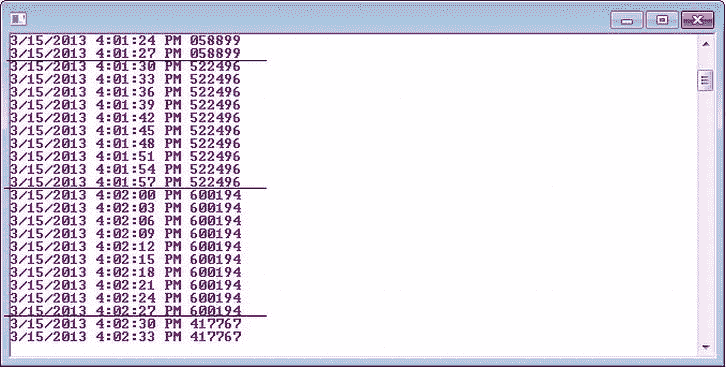 3/15/2013 4:01:24 PM 058899
3/15/2013 4:01:27 PM 058899
3/15/2013 4:01:30 PM 522496
3/15/2013 4:01:33 PM 522496
3/15/2013 4:01:36 PM 522496
3/15/2013 4:01:39 PM 522496
3/15/2013 4:01:42 PM 522496
3/15/2013 4:01:45 PM 522496
3/15/2013 4:01:48 PM 522496
3/15/2013 4:01:51 PM 522496
3/15/2013 4:01:54 PM 522496
3/15/2013 4:01:57 PM 522496
3/15/2013 4:02:00 PM 600194
3/15/2013 4:02:03 PM 600194
3/15/2013 4:02:06 PM 600194
3/15/2013 4:02:09 PM 600194
3/15/2013 4:02:12 PM 600194
3/15/2013 4:02:15 PM 600194
3/15/2013 4:02:18 PM 600194
3/15/2013 4:02:21 PM 600194
3/15/2013 4:02:24 PM 600194
3/15/2013 4:02:27 PM 600194
3/15/2013 4:02:30 PM 417767
3/15/2013 4:02:33 PM 417767